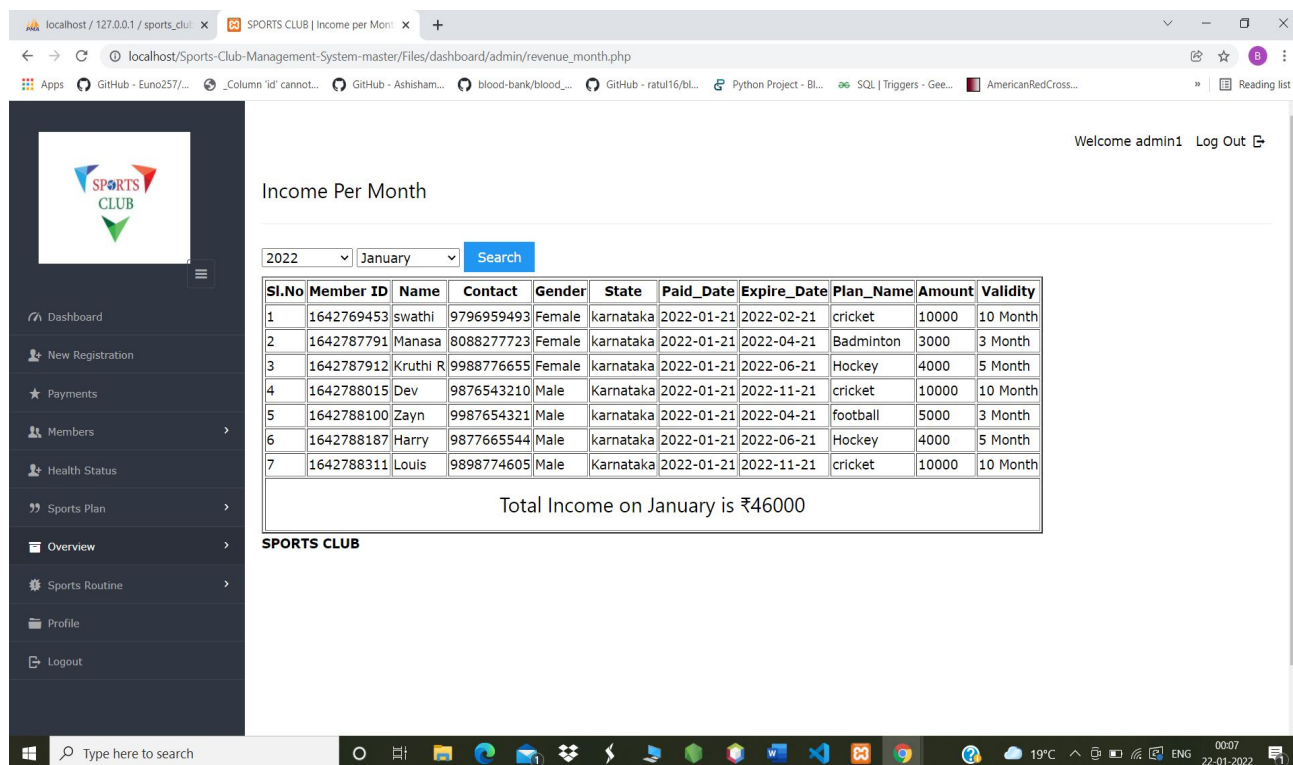 localhost / 127.0.0.1 / sports_clu
SPORTS CLUB | Income per Mont
localhost/Sports-Club-Management-System-master/Files/dashboard/admin/revenue_month.php
B
Apps GitHub - Euno257/... _Column 'id' cannot... GitHub - Ashisham... blood-bank/blood_... GitHub - ratul16/bl... Python Project - Bl... SQL | Triggers - Gee... AmericanRedCross... » Reading list
Welcome admin1 Log Out
SPORTS
CLUB
Income Per Month
2022 January Search
Sl.No Member ID Name Contact Gender State Paid_Date Expire_Date Plan_Name Amount Validity
1 1642769453 swathi 9796959493 Female karnataka 2022-01-21 2022-02-21 cricket 10000 10 Month
2 1642787791 Manasa 8088277723 Female karnataka 2022-01-21 2022-04-21 Badminton 3000 3 Month
3 1642787912 Kruthi R 9988776655 Female karnataka 2022-01-21 2022-06-21 Hockey 4000 5 Month
4 1642788015 Dev 9876543210 Male karnataka 2022-01-21 2022-11-21 cricket 10000 10 Month
5 1642788100 Zayn 9987654321 Male karnataka 2022-01-21 2022-04-21 football 5000 3 Month
6 1642788187 Harry 9877665544 Male karnataka 2022-01-21 2022-06-21 Hockey 4000 5 Month
7 1642788311 Louis 9898774605 Male Karnataka 2022-01-21 2022-11-21 cricket 10000 10 Month
Total Income on January is ₹46000
SPORTS CLUB
Dashboard
New Registration
Payments
Members
Health Status
Sports Plan
Overview
Sports Routine
Profile
Logout
Type here to search
19°C ENG
00:07
22-01-2022